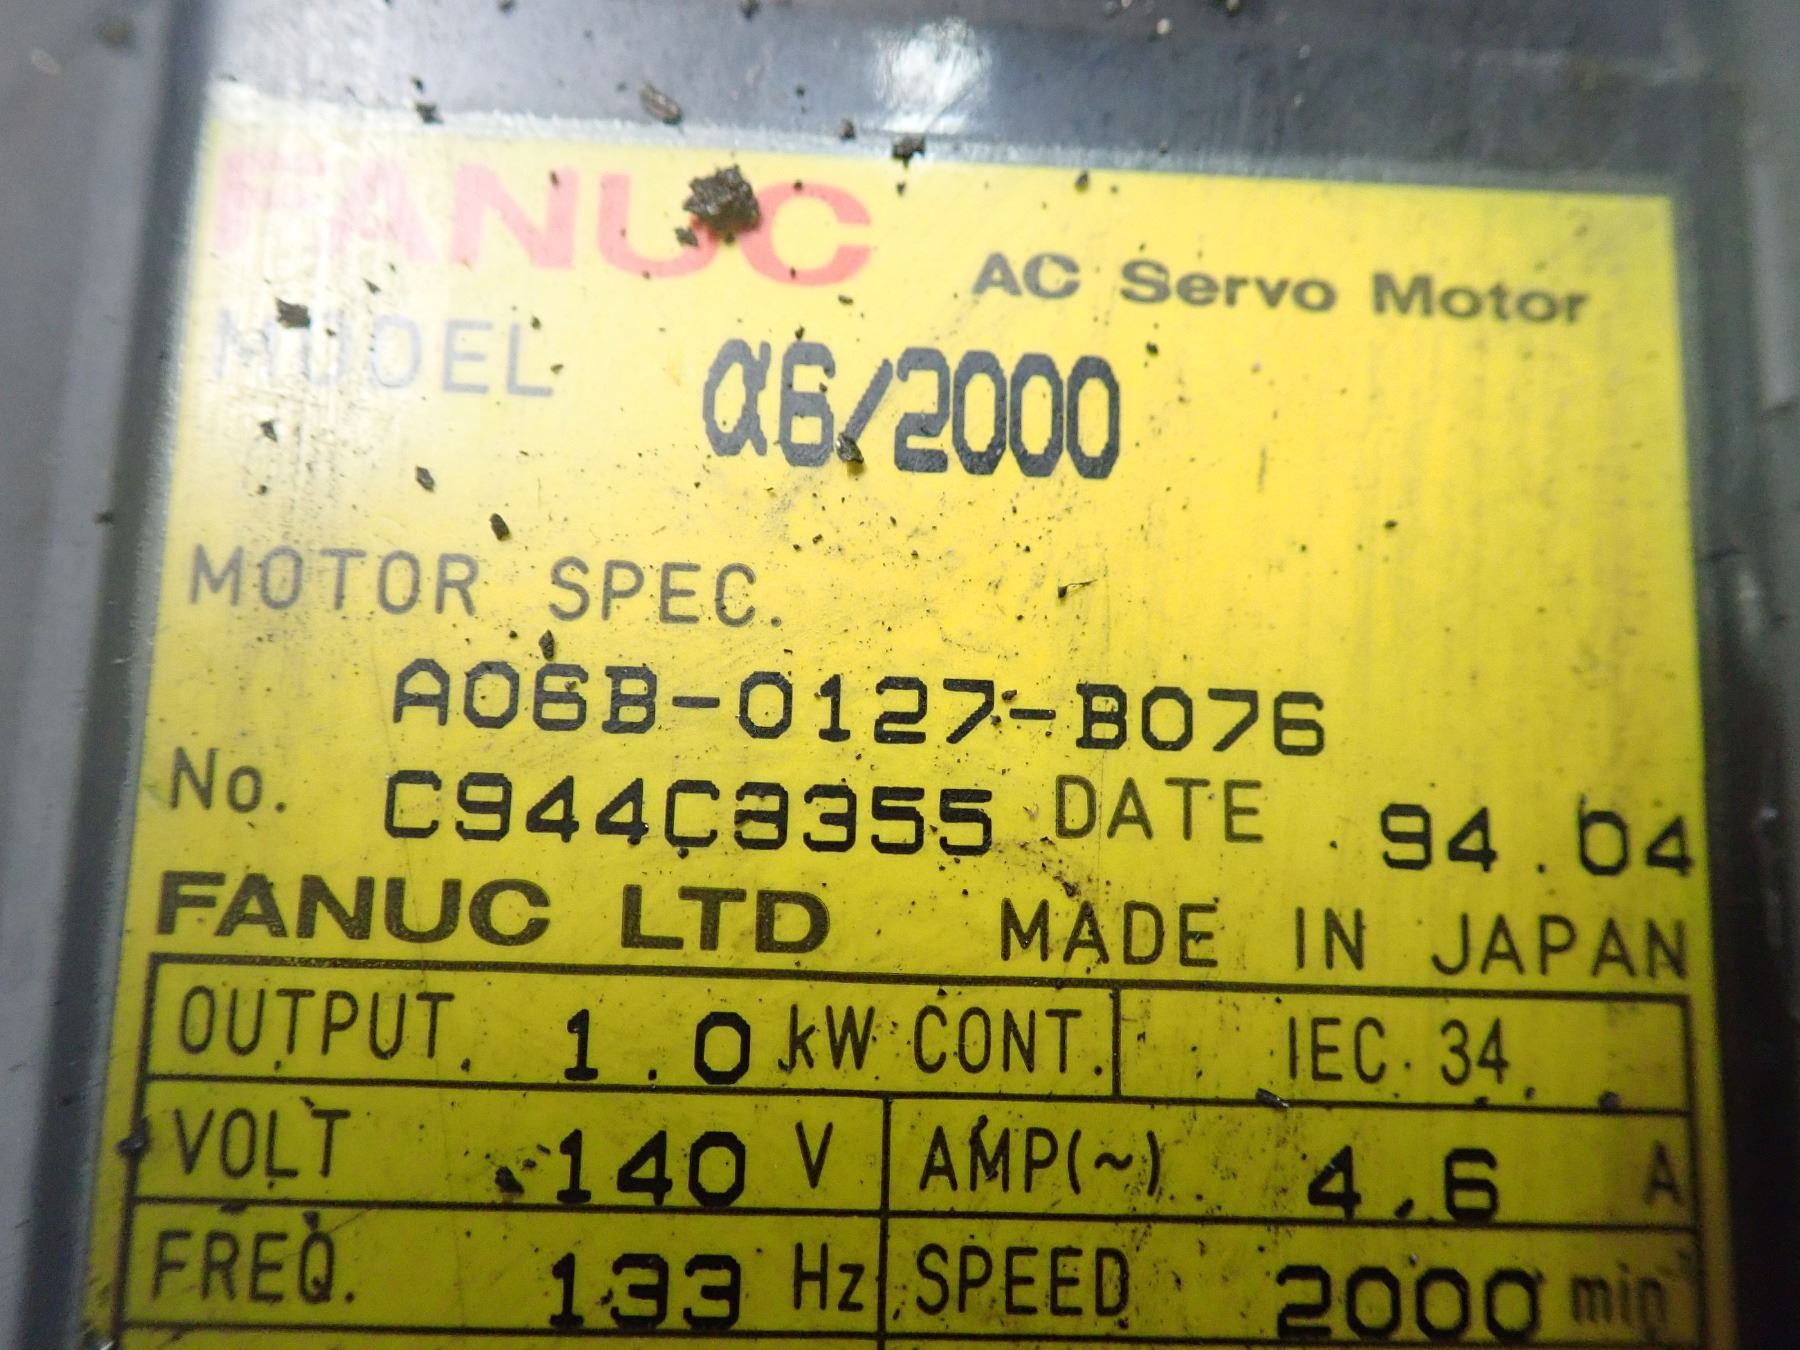 FANUC AC Servo Motor
MODEL α6/2000
MOTOR SPEC.
A06B-0127-B076
No. C944C3355 DATE 94.04
FANUC LTD MADE IN JAPAN
OUTPUT 1.0 kW CONT. IEC 34
VOLT 140 V AMP(~) 4.6 A
FREQ. 133 Hz SPEED 2000 min